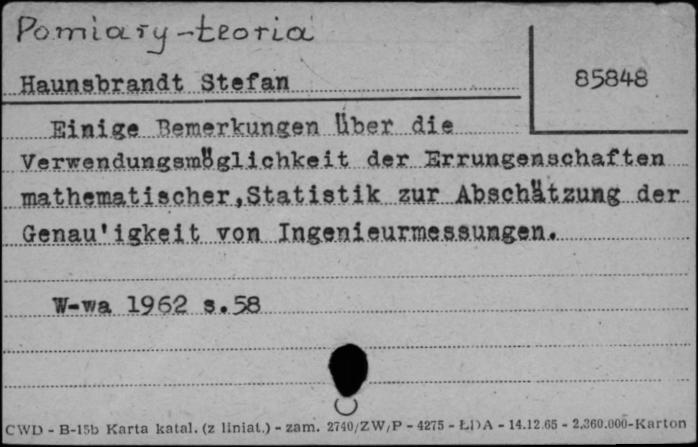 Pomiary - teoria
Haunsbrandt Stefan
85848
Einige Bemerkungen Über die
Verwendungsmöglichkeit der Errungenschaften
mathematischer,Statistik zur Abschätzung der
Genau'igkeit von Ingenieurmessungen.
W-wa 1962 s.58
CWD - B-15b Karta katal. (z liniat.) - zam. 2740/ZW/P - 4275 - ŁDA - 14.12.65 - 2.360.000-Karton